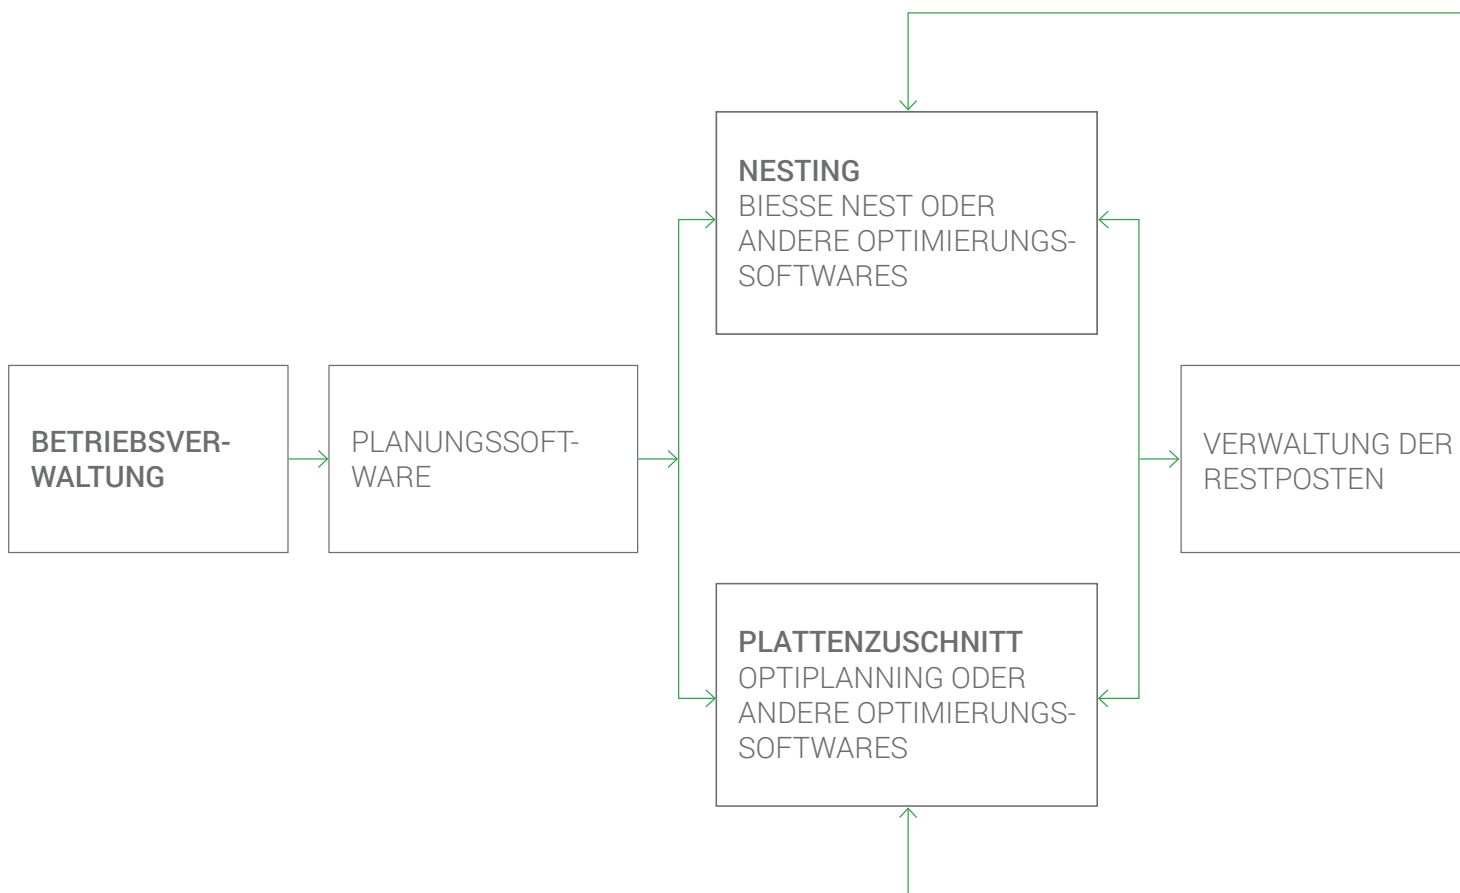 NESTING
BIESSE NEST ODER
ANDERE OPTIMIERUNGS-
SOFTWARES
BETRIEBSVER-
WALTUNG
PLANUNGSSOFT-
WARE
VERWALTUNG DER
RESTPOSTEN
PLATTENZUSCHNITT
OPTIPLANNING ODER
ANDERE OPTIMIERUNGS-
SOFTWARES